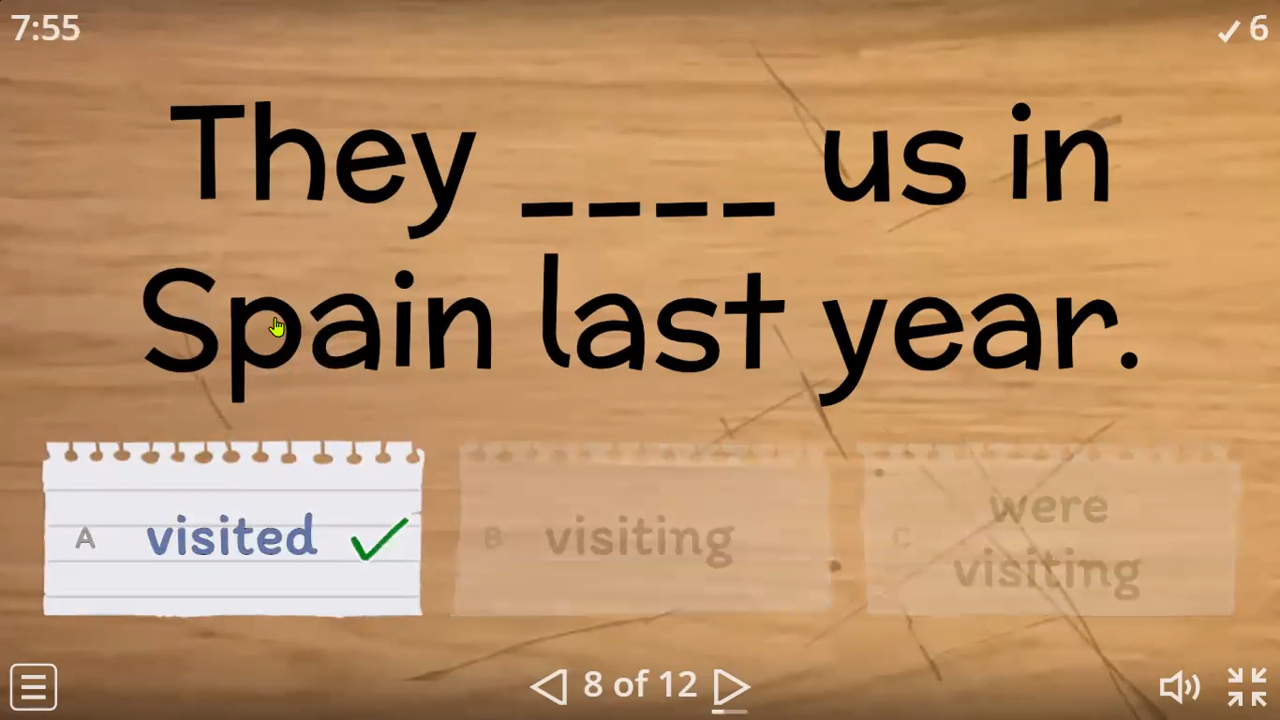 7:55
✓ 6
They ____ us in
Spain last year.
A visited ✓
B visiting
C were
visiting
8 of 12